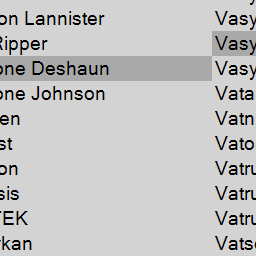 on Lannister Vasy
Ripper Vasy
one Deshaun Vasy
one Johnson Vata
en Vatn
st Vato
on Vatru
sis Vatru
TEK Vatru
rkan Vats